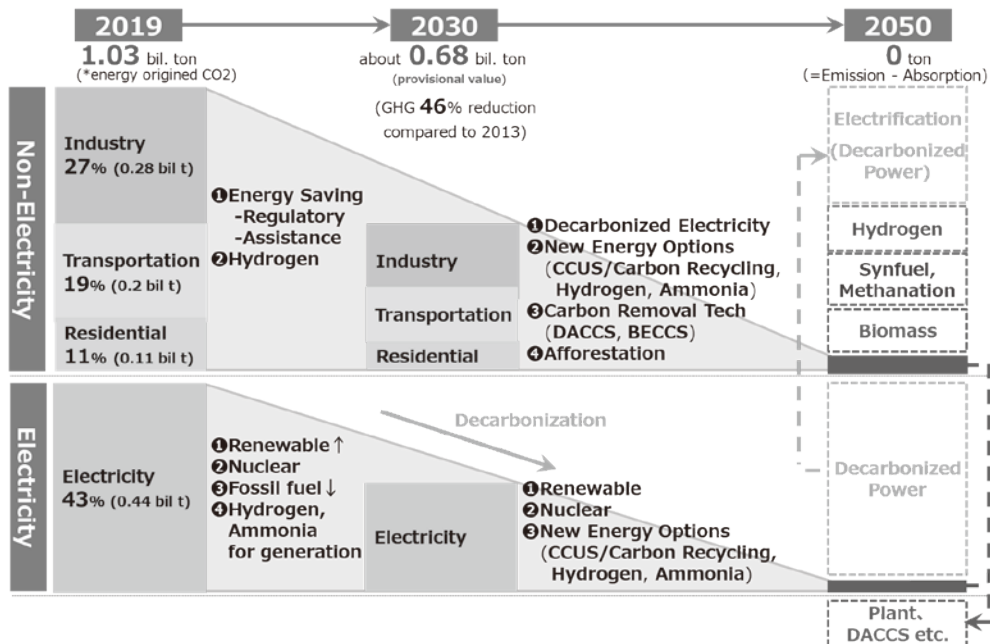 2019
2030
2050
1.03 bil. ton
(*energy origined CO2)
about 0.68 bil. ton
(provisional value)
(GHG 46% reduction
compared to 2013)
0 ton
(=Emission - Absorption)
Non-Electricity
Industry
27% (0.28 bil t)
Transportation
19% (0.2 bil t)
Residential
11% (0.11 bil t)
❶Energy Saving
-Regulatory
-Assistance
❷Hydrogen
Industry
Transportation
Residential
❶Decarbonized Electricity
❷New Energy Options
(CCUS/Carbon Recycling,
Hydrogen, Ammonia)
❸Carbon Removal Tech
(DACCS, BECCS)
❹Afforestation
Electrification
(Decarbonized
Power)
Hydrogen
Synfuel,
Methanation
Biomass
Electricity
Electricity
43% (0.44 bil t)
❶Renewable↑
❷Nuclear
❸Fossil fuel↓
❹Hydrogen,
Ammonia
for generation
Decarbonization
Electricity
❶Renewable
❷Nuclear
❸New Energy Options
(CCUS/Carbon Recycling,
Hydrogen, Ammonia)
Decarbonized
Power
Plant、
DACCS etc.